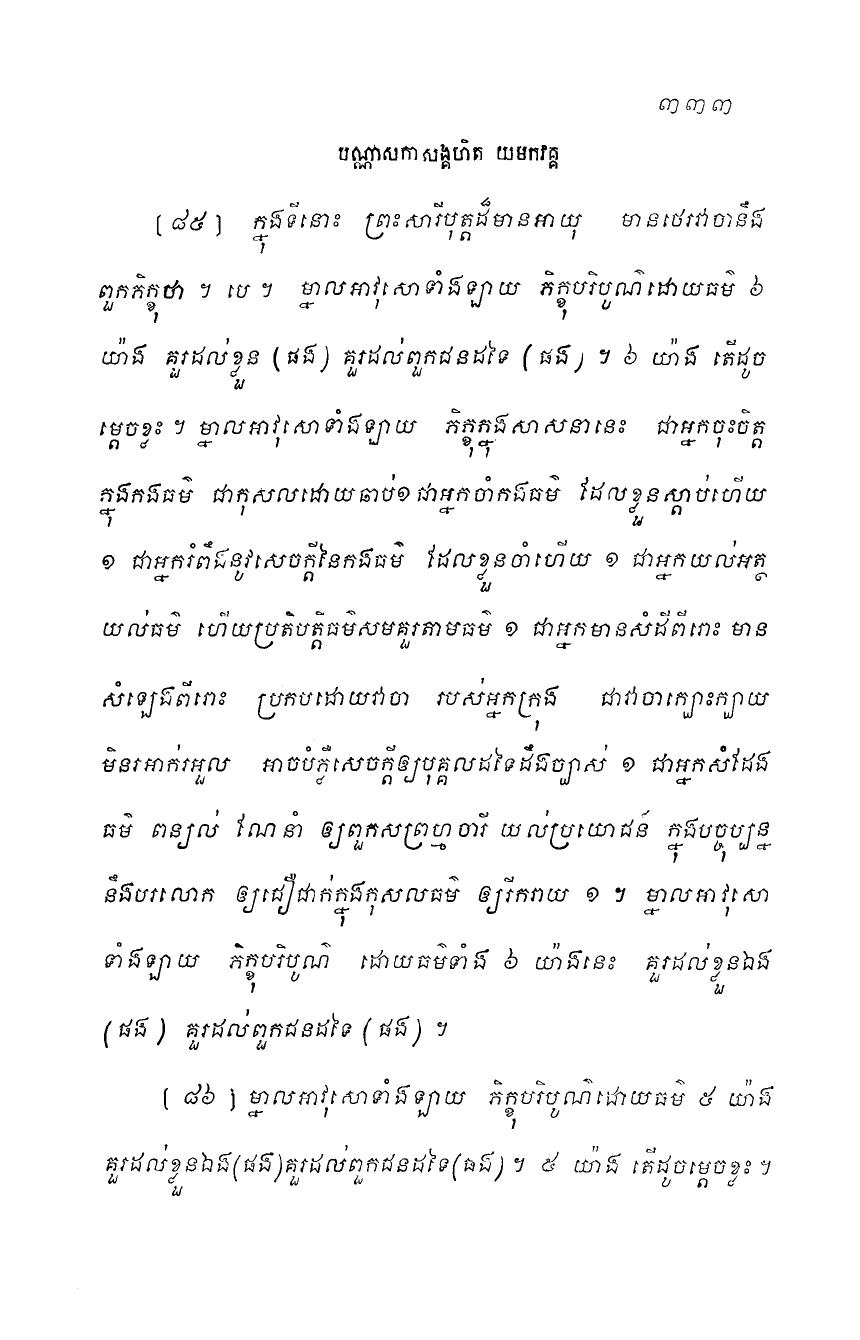 ៣៣៣
បណ្ណាសកាសង្គហិត យមកវគ្គ
[ ៨៥ ] ក្នុងទីនោះ ព្រះសារីបុត្តដ៏មានអាយុ មានថេរវាចានឹង
ពួកភិក្ខុថា ។ បេ ។ ម្នាលអាវុសោទាំងឡាយ ភិក្ខុបរិបូណ៌ដោយធម៌ ៦
យ៉ាង គួរដល់ខ្លួន (ផង) គួរដល់ពួកជនដទៃ (ផង) ។ ៦ យ៉ាង តើដូច
ម្តេចខ្លះ ។ ម្នាលអាវុសោទាំងឡាយ ភិក្ខុក្នុងសាសនានេះ ជាអ្នកចុះចិត្ត
ក្នុងកងធម៌ ជាកុសលដោយឆាប់១ ជាអ្នកចាំកងធម៌ ដែលខ្លួនស្តាប់ហើយ
១ ជាអ្នករំពឹងនូវសេចក្តីនៃកងធម៌ ដែលខ្លួនចាំហើយ ១ ជាអ្នកយល់អត្ថ
យល់ធម៌ ហើយប្រតិបត្តិធម៌សមគួរតាមធម៌ ១ ជាអ្នកមានសំដីពីរោះ មាន
សំឡេងពីរោះ ប្រកបដោយវាចា របស់អ្នកក្រុង ជាវាចាក្បោះក្បាយ
មិនរអាក់រអួល អាចបំភ្លឺសេចក្តីឲ្យបុគ្គលដទៃដឹងច្បាស់ ១ ជាអ្នកសំដែង
ធម៌ ពន្យល់ ណែនាំ ឲ្យពួកសព្រហ្មចារី យល់ប្រយោជន៍ ក្នុងបច្ចុប្បន្ន
នឹងបរលោក ឲ្យជឿជាក់ក្នុងកុសលធម៌ ឲ្យរីករាយ ១ ។ ម្នាលអាវុសោ
ទាំងឡាយ ភិក្ខុបរិបូណ៌ ដោយធម៌ទាំង ៦ យ៉ាងនេះ គួរដល់ខ្លួនឯង
(ផង) គួរដល់ពួកជនដទៃ (ផង) ។
[ ៨៦ ] ម្នាលអាវុសោទាំងឡាយ ភិក្ខុបរិបូណ៌ដោយធម៌ ៥ យ៉ាង
គួរដល់ខ្លួនឯង(ផង)គួរដល់ពួកជនដទៃ(ផង) ។ ៥ យ៉ាង តើដូចម្តេចខ្លះ ។